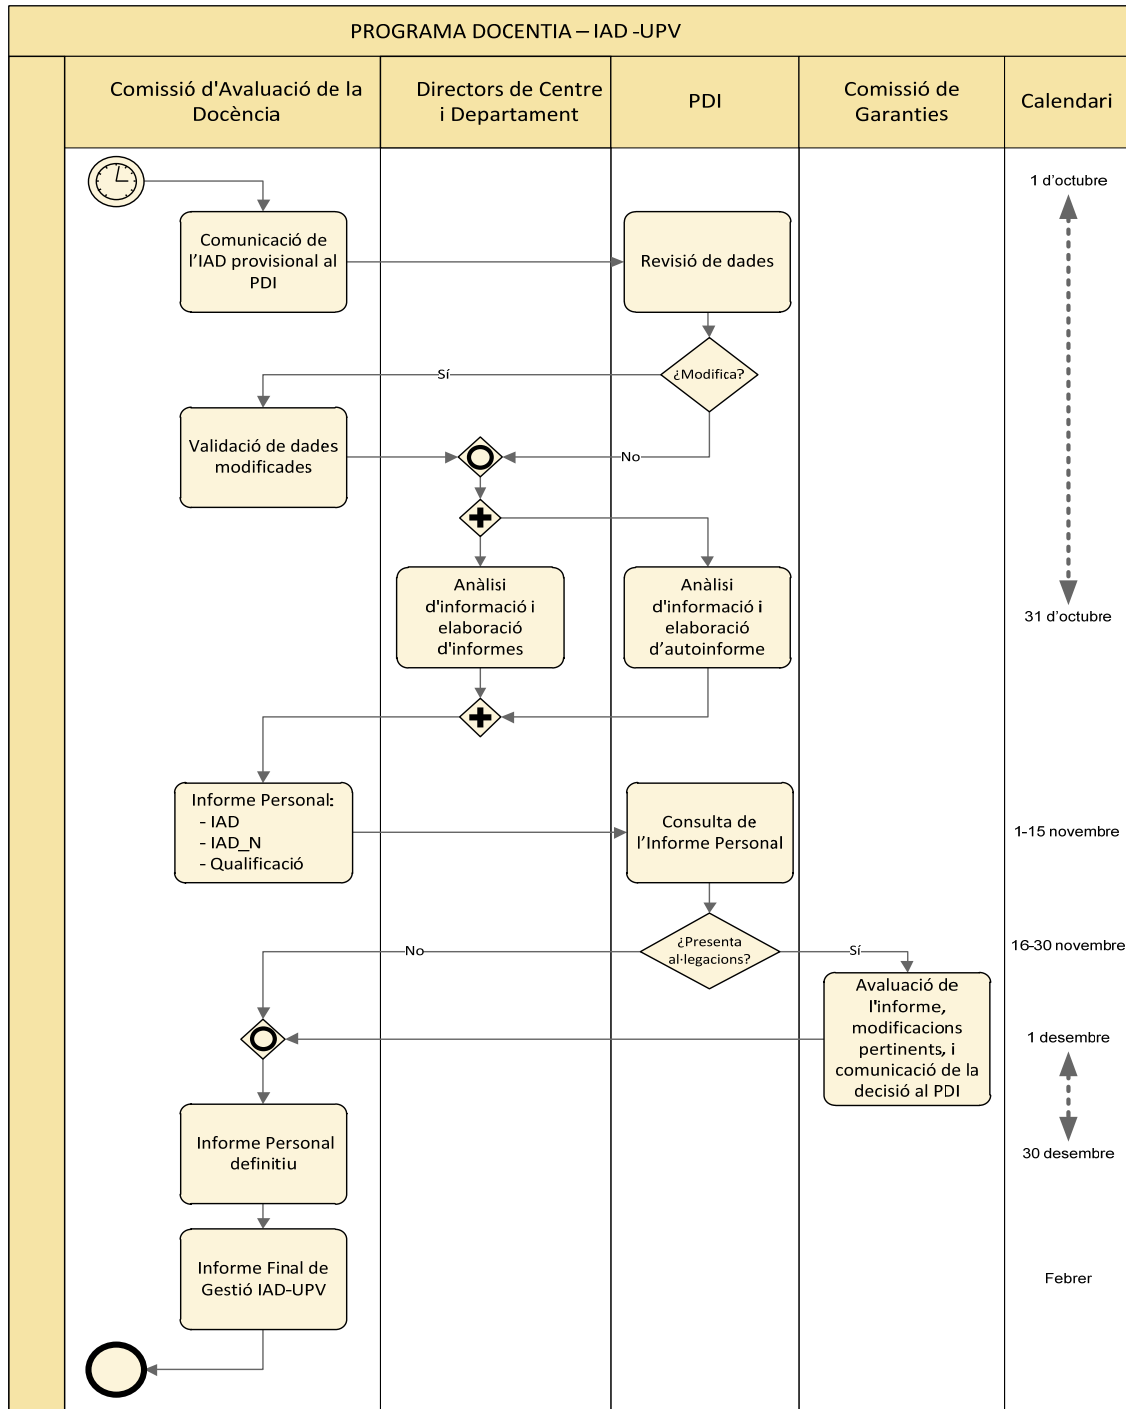 PROGRAMA DOCENTIA – IAD -UPV
Comissió d'Avaluació de la
Docència
Directors de Centre
i Departament
PDI
Comissió de
Garanties
Calendari
1 d'octubre
Comunicació de
l'IAD provisional al
PDI
Revisió de dades
¿Modifica?
Sí
Validació de dades
modificades
No
Anàlisi
d'informació i
elaboració
d'informes
Anàlisi
d'informació i
elaboració
d'autoinforme
31 d'octubre
Informe Personal:
- IAD
- IAD_N
- Qualificació
Consulta de
l'Informe Personal
1-15 novembre
¿Presenta
al·legacions?
No
Sí
16-30 novembre
Avaluació de
l'informe,
modificacions
pertinents, i
comunicació de la
decisió al PDI
1 desembre
Informe Personal
definitiu
30 desembre
Informe Final de
Gestió IAD-UPV
Febrer